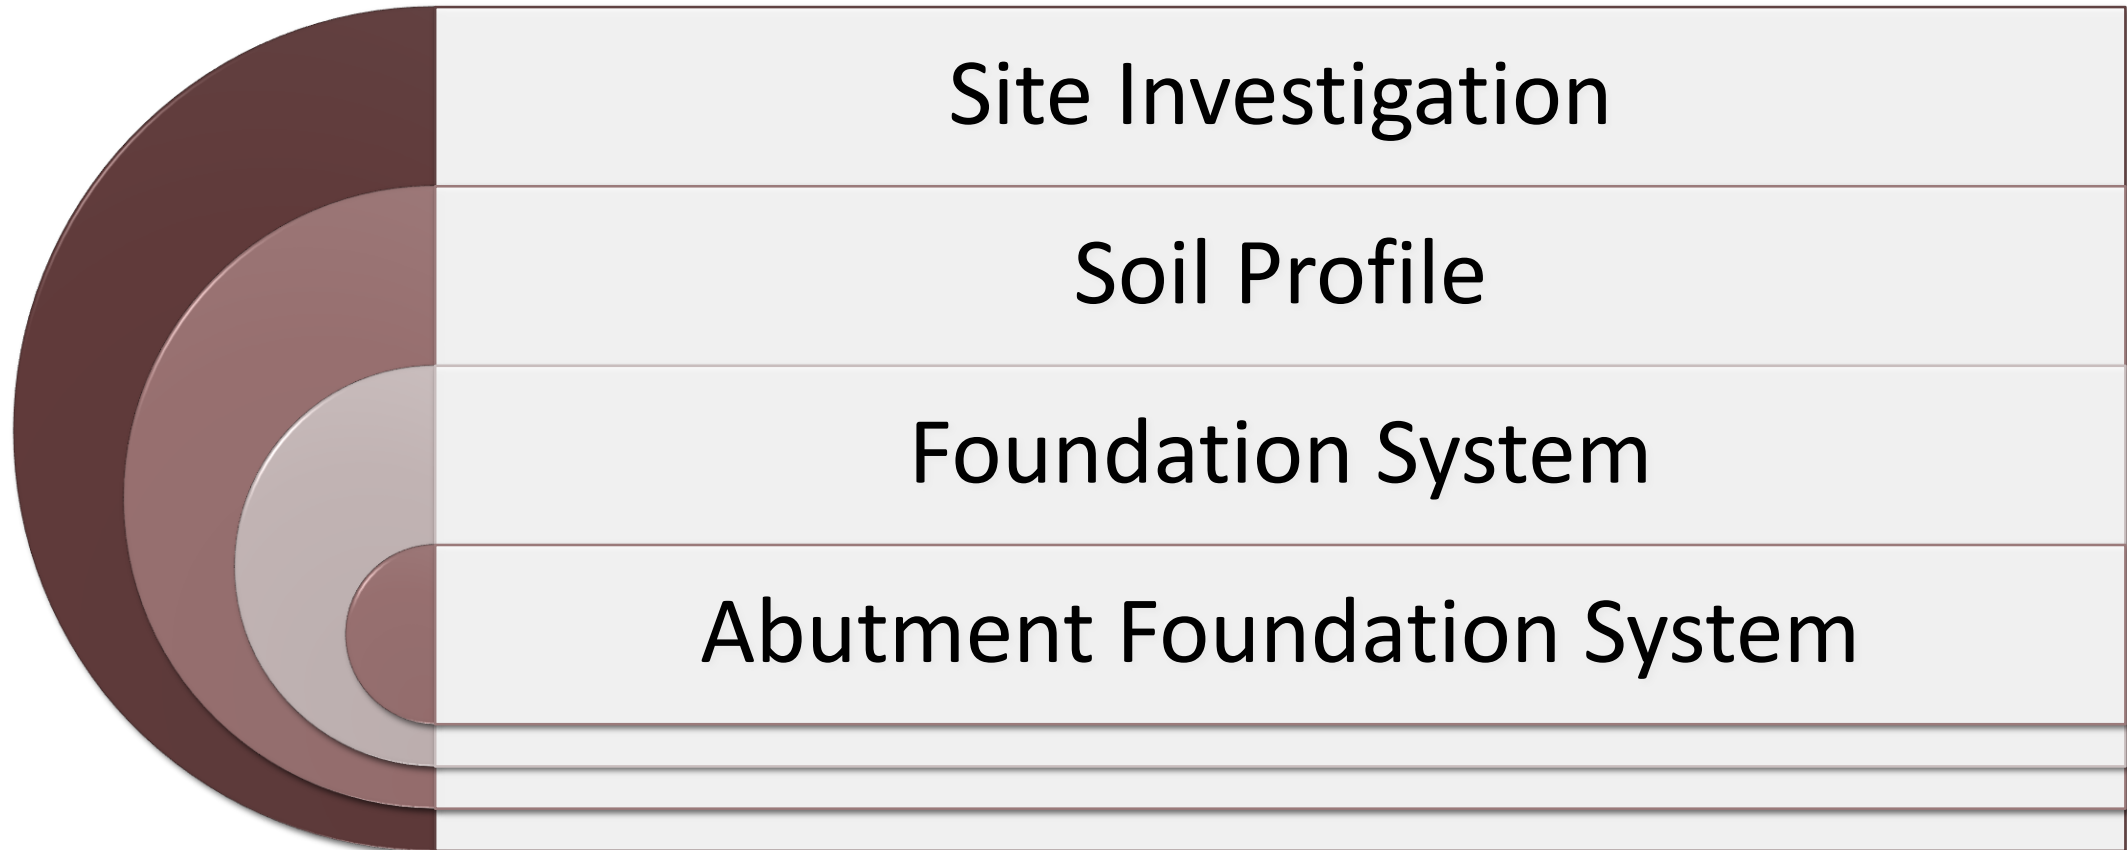 Site Investigation
Soil Profile
Foundation System
Abutment Foundation System